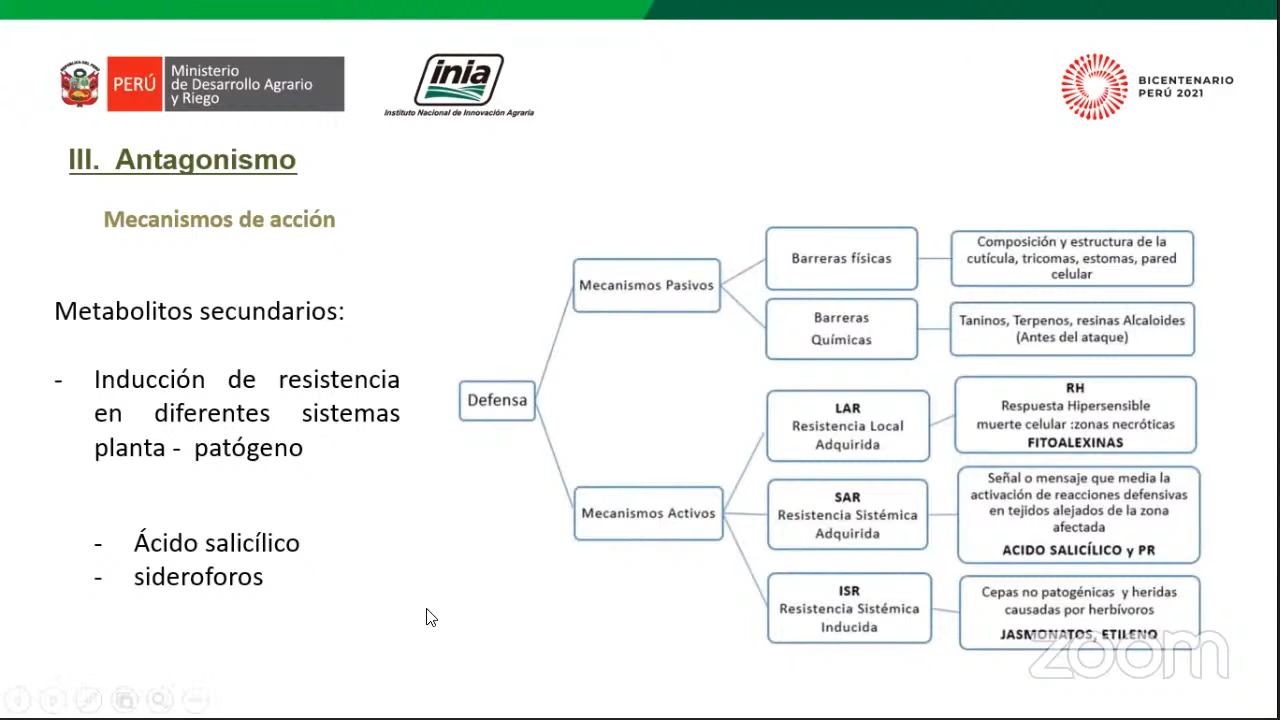 PERÚ
Ministerio
de Desarrollo Agrario
y Riego
inia
Instituto Nacional de Innovación Agraria
BICENTENARIO
PERÚ 2021
III. Antagonismo
Mecanismos de acción
Metabolitos secundarios:
- Inducción de resistencia
en diferentes sistemas
planta - patógeno
- Ácido salicílico
- sideroforos
Defensa
Mecanismos Pasivos
Barreras físicas
Composición y estructura de la
cutícula, tricomas, estomas, pared
celular
Barreras
Químicas
Taninos, Terpenos, resinas Alcaloides
(Antes del ataque)
Mecanismos Activos
LAR
Resistencia Local
Adquirida
RH
Respuesta Hipersensible
muerte celular :zonas necróticas
FITOALEXINAS
SAR
Resistencia Sistémica
Adquirida
Señal o mensaje que media la
activación de reacciones defensivas
en tejidos alejados de la zona
afectada
ACIDO SALICÍLICO y PR
ISR
Resistencia Sistémica
Inducida
Cepas no patogénicas y heridas
causadas por herbívoros
JASMONATOS, ETILENO
zoom